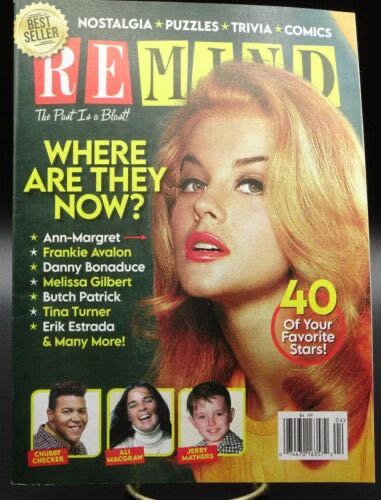 BEST
SELLER
NOSTALGIA ★ PUZZLES ★ TRIVIA ★ COMICS
REMIND
The Past Is a Blast!
WHERE
ARE THEY
NOW?
★ Ann-Margret
★ Frankie Avalon
★ Danny Bonaduce
★ Melissa Gilbert
★ Butch Patrick
★ Tina Turner
★ Erik Estrada
& Many More!
40
Of Your
Favorite
Stars!
CHUBBY
CHECKER
ALI
MACGRAW
JERRY
MATHERS
04>